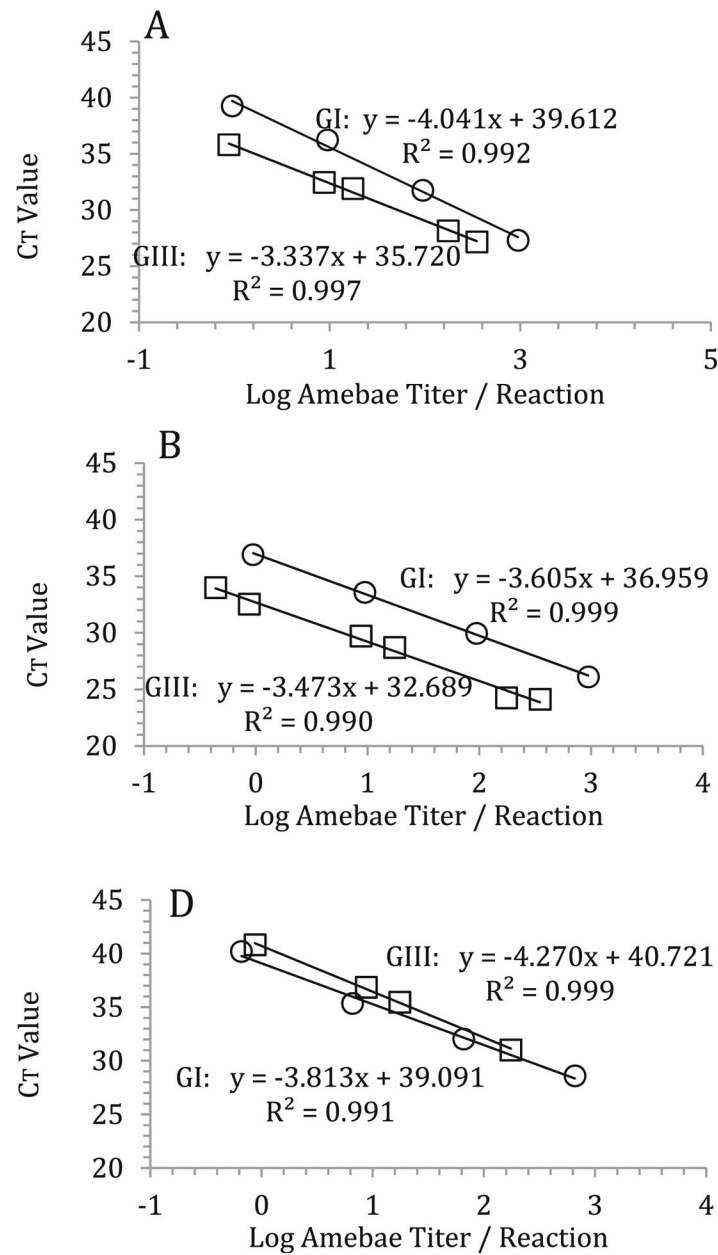 A
45
40
35
30
25
20
CT Value
GI: y = -4.041x + 39.612
R² = 0.992
GIII: y = -3.337x + 35.720
R² = 0.997
-1 1 3 5
Log Amebae Titer / Reaction
B
45
40
35
30
25
20
CT Value
GI: y = -3.605x + 36.959
R² = 0.999
GIII: y = -3.473x + 32.689
R² = 0.990
-1 0 1 2 3 4
Log Amebae Titer / Reaction
D
45
40
35
30
25
20
CT Value
GIII: y = -4.270x + 40.721
R² = 0.999
GI: y = -3.813x + 39.091
R² = 0.991
-1 0 1 2 3 4
Log Amebae Titer / Reaction